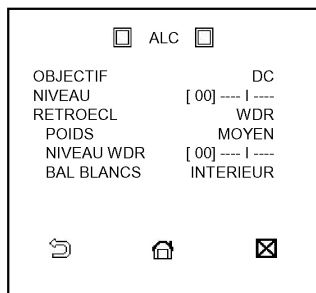 ALC
OBJECTIF DC
NIVEAU [ 00] ---- I ----
RETROECL WDR
POIDS MOYEN
NIVEAU WDR [ 00] ---- I ----
BAL BLANCS INTERIEUR